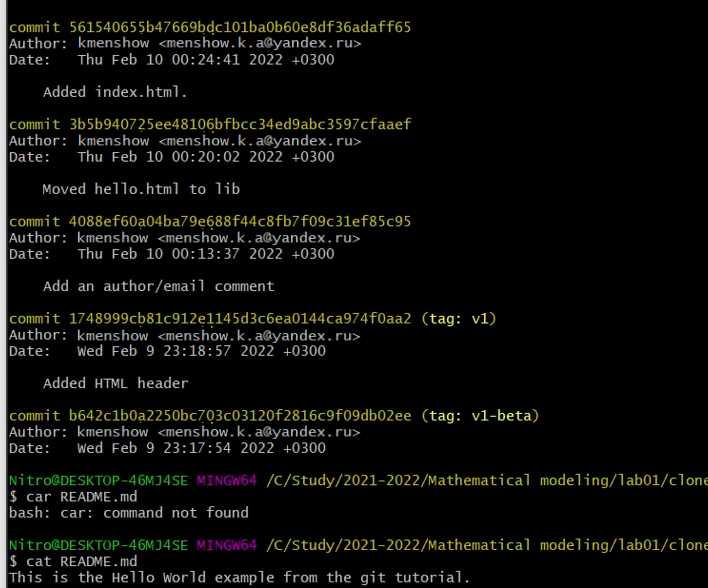 commit 561540655b47669bdc101ba0b60e8df36adaff65
Author: kmenshow <menshow.k.a@yandex.ru>
Date:   Thu Feb 10 00:24:41 2022 +0300
Added index.html.
commit 3b5b940725ee48106bfbcc34ed9abc3597cfaaef
Author: kmenshow <menshow.k.a@yandex.ru>
Date:   Thu Feb 10 00:20:02 2022 +0300
Moved hello.html to lib
commit 4088ef60a04ba79e688f44c8fb7f09c31ef85c95
Author: kmenshow <menshow.k.a@yandex.ru>
Date:   Thu Feb 10 00:13:37 2022 +0300
Add an author/email comment
commit 1748999cb81c912e1145d3c6ea0144ca974f0aa2 (tag: v1)
Author: kmenshow <menshow.k.a@yandex.ru>
Date:   Wed Feb 9 23:18:57 2022 +0300
Added HTML header
commit b642c1b0a2250bc703c03120f2816c9f09db02ee (tag: v1-beta)
Author: kmenshow <menshow.k.a@yandex.ru>
Date:   Wed Feb 9 23:17:54 2022 +0300
Nitro@DESKTOP-46MJ4SE MINGW64 /C/Study/2021-2022/Mathematical modeling/lab01/clone
$ car README.md
bash: car: command not found
Nitro@DESKTOP-46MJ4SE MINGW64 /C/Study/2021-2022/Mathematical modeling/lab01/clone
$ cat README.md
This is the Hello World example from the git tutorial.